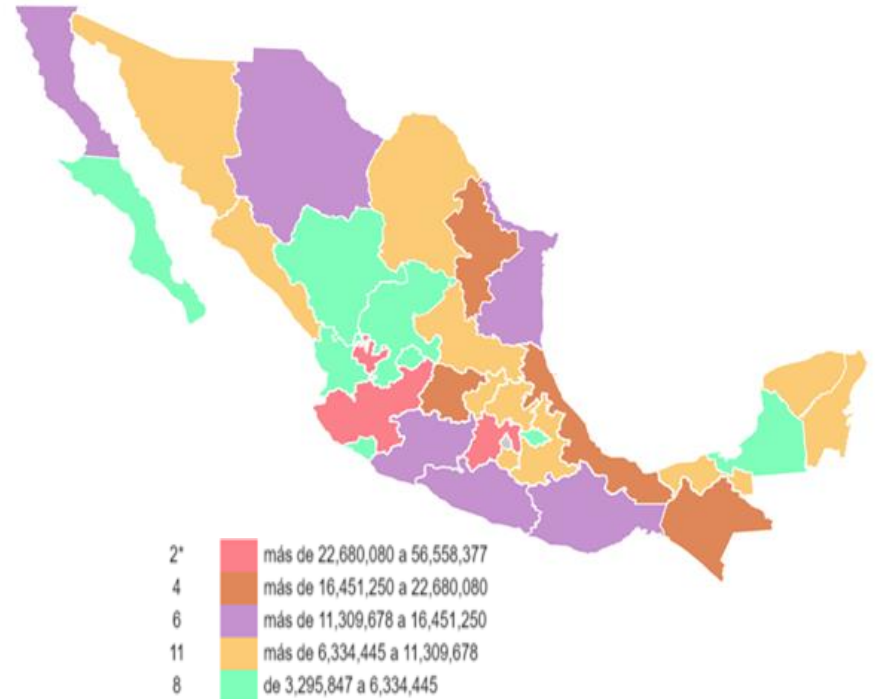 2* más de 22,680,080 a 56,558,377
4 más de 16,451,250 a 22,680,080
6 más de 11,309,678 a 16,451,250
11 más de 6,334,445 a 11,309,678
8 de 3,295,847 a 6,334,445